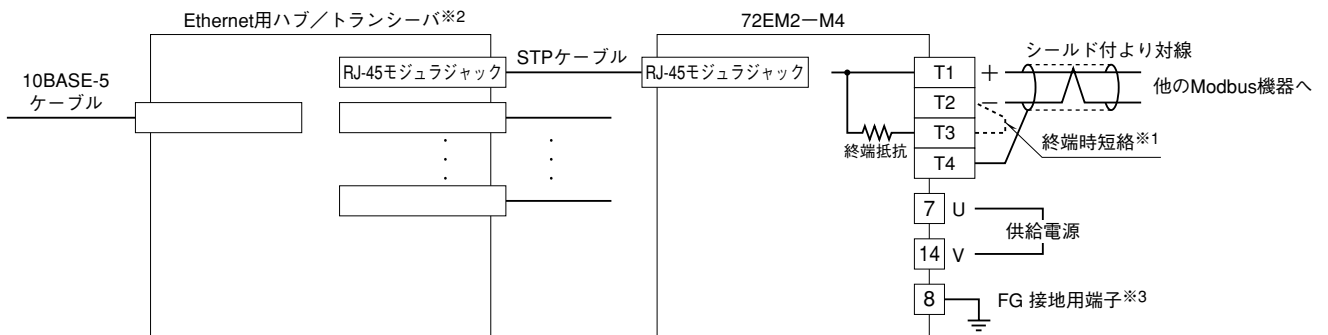 Ethernet用ハブ／トランシーバ※2
72EM2－M4
10BASE-5
ケーブル
RJ-45モジュラジャック
STPケーブル
RJ-45モジュラジャック
T1
＋
シールド付より対線
他のModbus機器へ
T2
－
T3
終端抵抗
終端時短絡※1
T4
7
U
供給電源
14
V
8
FG 接地用端子※3